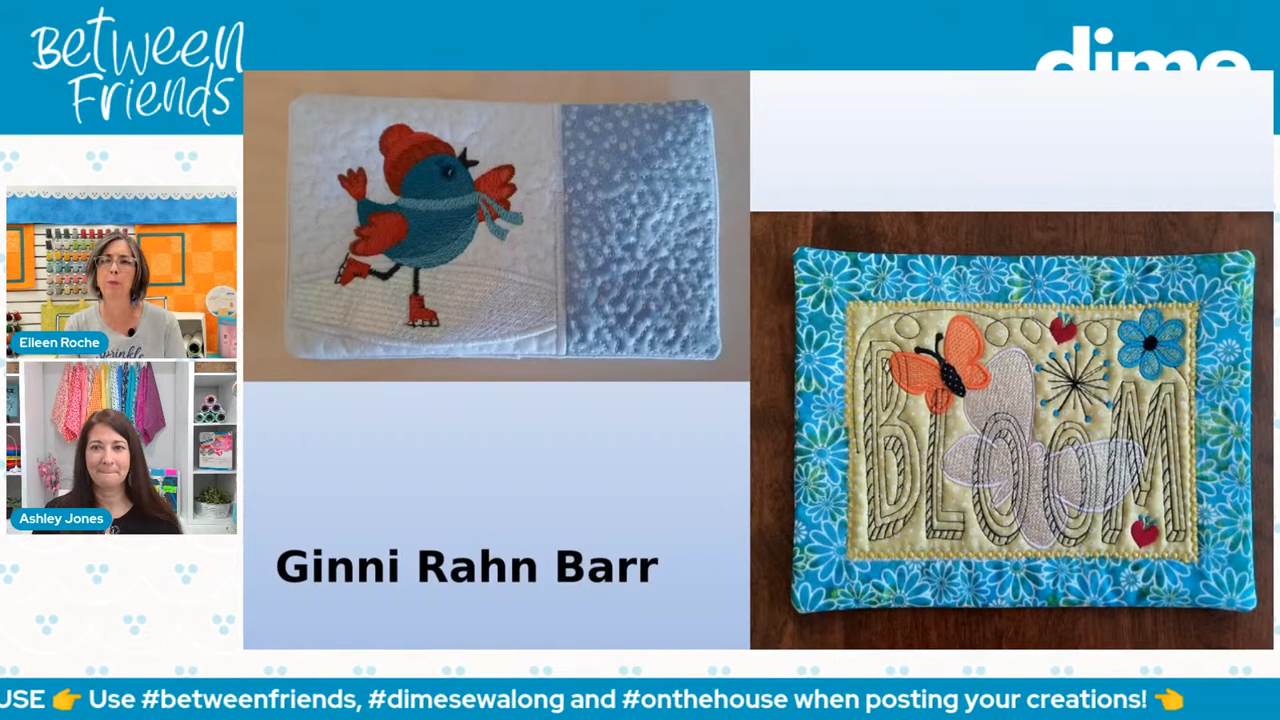 Between
Friends
dime
Eileen Roche
Ashley Jones
BLOOM
Ginni Rahn Barr
USE 👉 Use #betweenfriends, #dimesewalong and #onthehouse when posting your creations! 👈